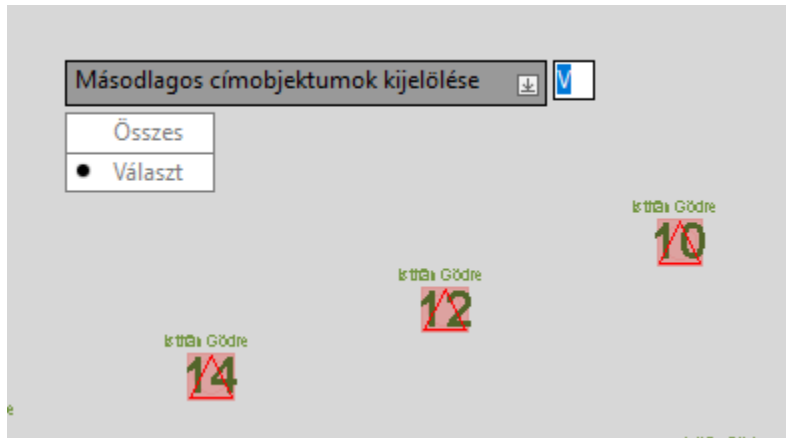 Másodlagos címobjektumok kijelölése V
Összes
Választ
Gödre
10
Gödre
12
Gödre
14